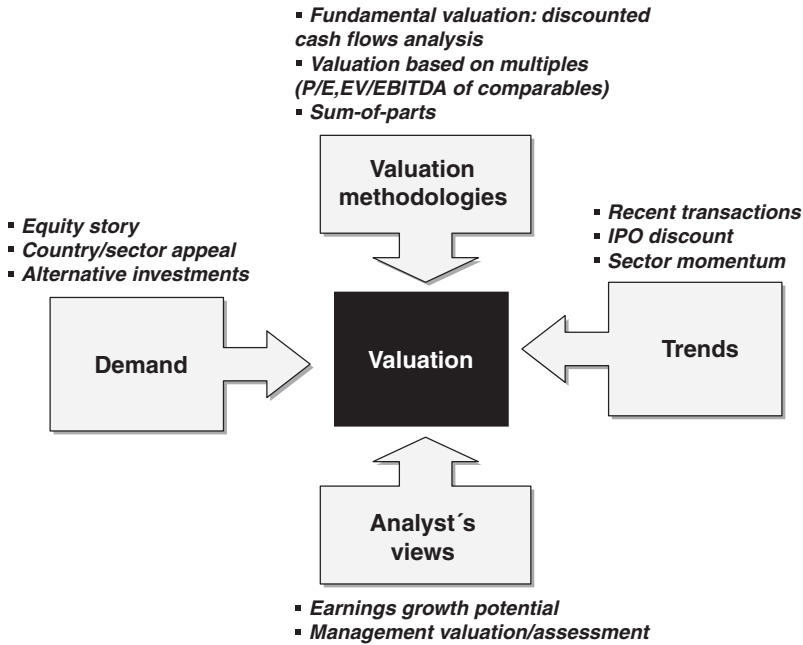 ▪ Fundamental valuation: discounted
cash flows analysis
▪ Valuation based on multiples
(P/E,EV/EBITDA of comparables)
▪ Sum-of-parts
Valuation
methodologies
▪ Equity story
▪ Country/sector appeal
▪ Alternative investments
▪ Recent transactions
▪ IPO discount
▪ Sector momentum
Demand
Valuation
Trends
Analyst´s
views
▪ Earnings growth potential
▪ Management valuation/assessment